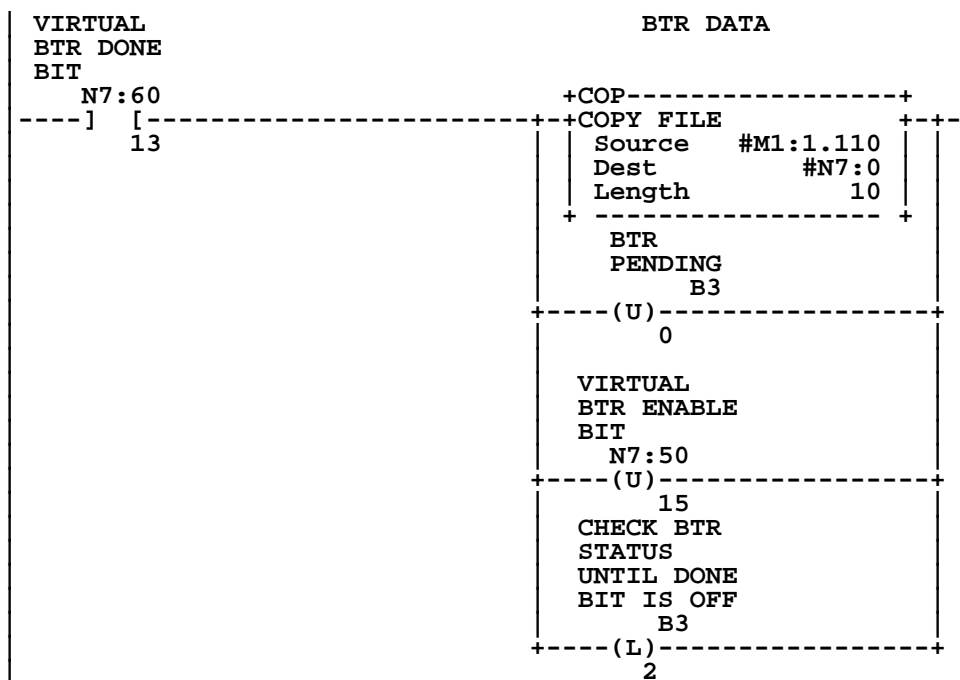 VIRTUAL BTR DATA
BTR DONE
BIT
N7:60 +COP------------------+
----] [------------------------+-+COPY FILE +-+-
13 Source #M1:1.110
Dest #N7:0
Length 10
+ ------------------ +
BTR
PENDING
B3
+----(U)-----------------+
0
VIRTUAL
BTR ENABLE
BIT
N7:50
+----(U)-----------------+
15
CHECK BTR
STATUS
UNTIL DONE
BIT IS OFF
B3
+----(L)-----------------+
2